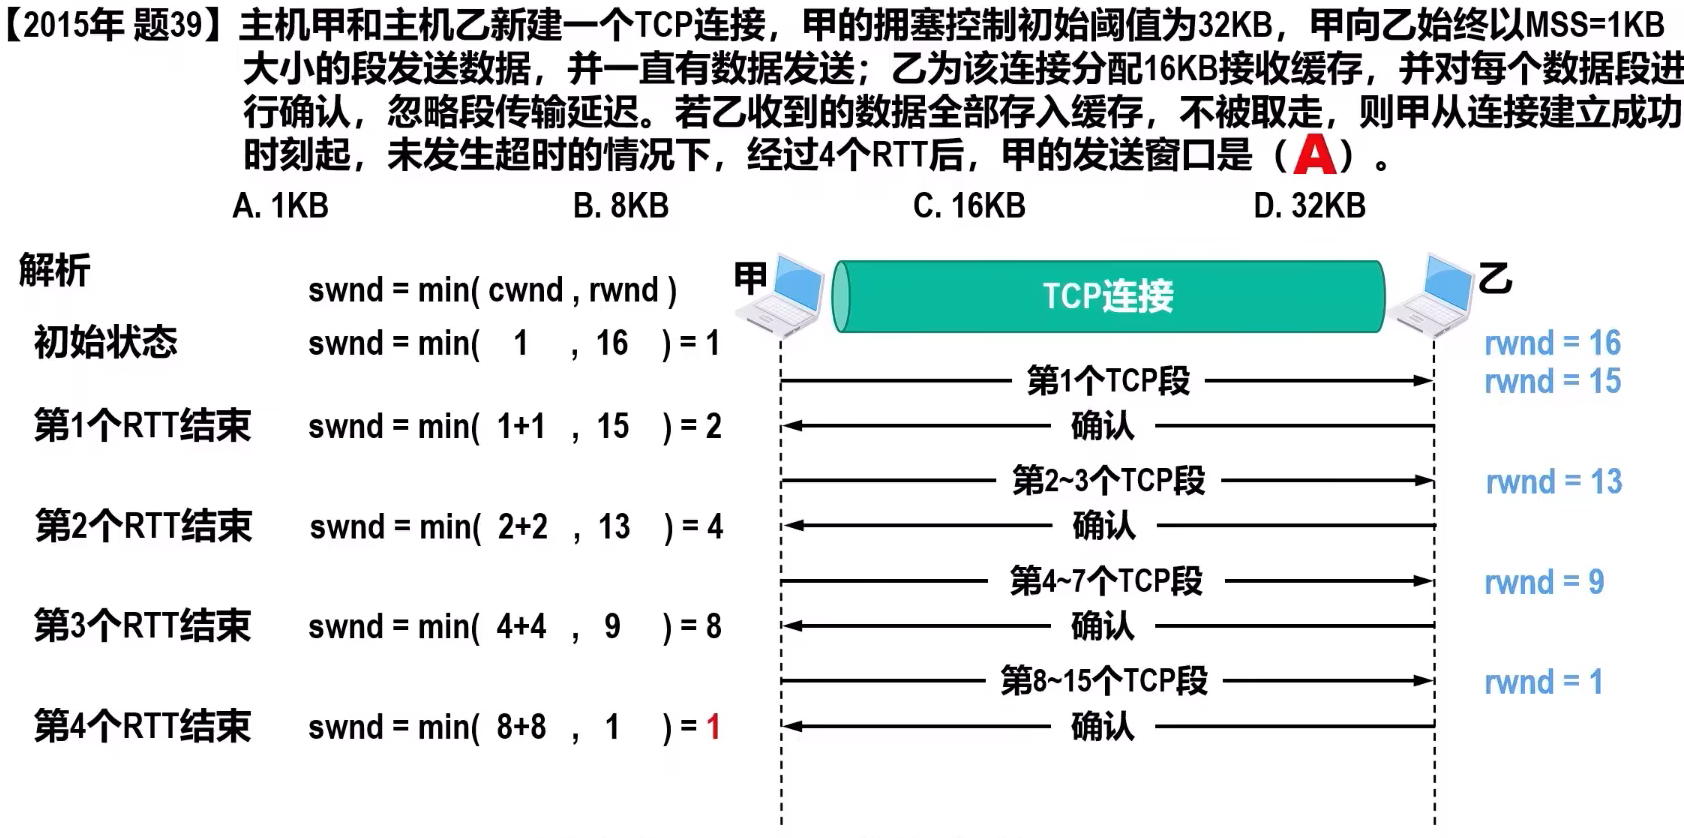 【2015年 题39】主机甲和主机乙新建一个TCP连接，甲的拥塞控制初始阈值为32KB，甲向乙始终以MSS=1KB
大小的段发送数据，并一直有数据发送；乙为该连接分配16KB接收缓存，并对每个数据段进
行确认，忽略段传输延迟。若乙收到的数据全部存入缓存，不被取走，则甲从连接建立成功
时刻起，未发生超时的情况下，经过4个RTT后，甲的发送窗口是（A）。
A. 1KB B. 8KB C. 16KB D. 32KB
解析
swnd = min( cwnd , rwnd ) 甲 TCP连接 乙
初始状态 swnd = min( 1 , 16 ) = 1 rwnd = 16
第1个TCP段 rwnd = 15
第1个RTT结束 swnd = min( 1+1 , 15 ) = 2 确认
第2~3个TCP段 rwnd = 13
第2个RTT结束 swnd = min( 2+2 , 13 ) = 4 确认
第4~7个TCP段 rwnd = 9
第3个RTT结束 swnd = min( 4+4 , 9 ) = 8 确认
第8~15个TCP段 rwnd = 1
第4个RTT结束 swnd = min( 8+8 , 1 ) = 1 确认